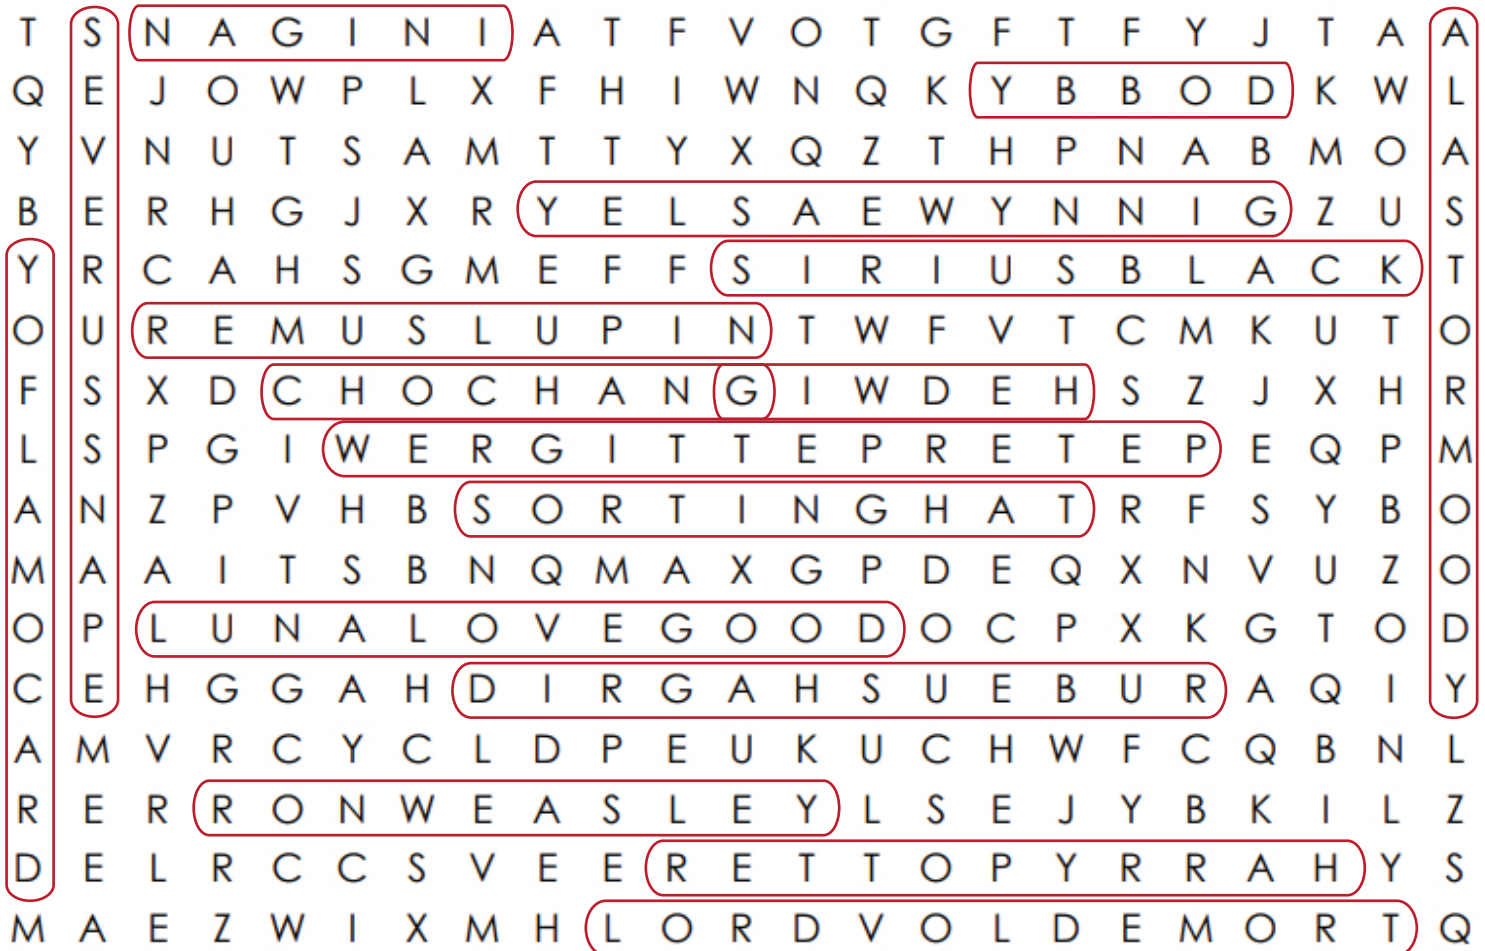 T S N A G I N I A T F V O T G F T F Y J T A A
Q E J O W P L X F H I W N Q K Y B B O D K W L
Y V N U T S A M T T Y X Q Z T H P N A B M O A
B E R H G J X R Y E L S A E W Y N N I G Z U S
Y R C A H S G M E F F S I R I U S B L A C K T
O U R E M U S L U P I N T W F V T C M K U T O
F S X D C H O C H A N G I W D E H S Z J X H R
L S P G I W E R G I T T E P R E T E P E Q P M
A N Z P V H B S O R T I N G H A T R F S Y B O
M A A I T S B N Q M A X G P D E Q X N V U Z O
O P L U N A L O V E G O O D O C P X K G T O D
C E H G G A H D I R G A H S U E B U R A Q I Y
A M V R C Y C L D P E U K U C H W F C Q B N L
R E R R O N W E A S L E Y L S E J Y B K I L Z
D E L R C C S V E E R E T T O P Y R R A H Y S
M A E Z W I X M H L O R D V O L D E M O R T Q